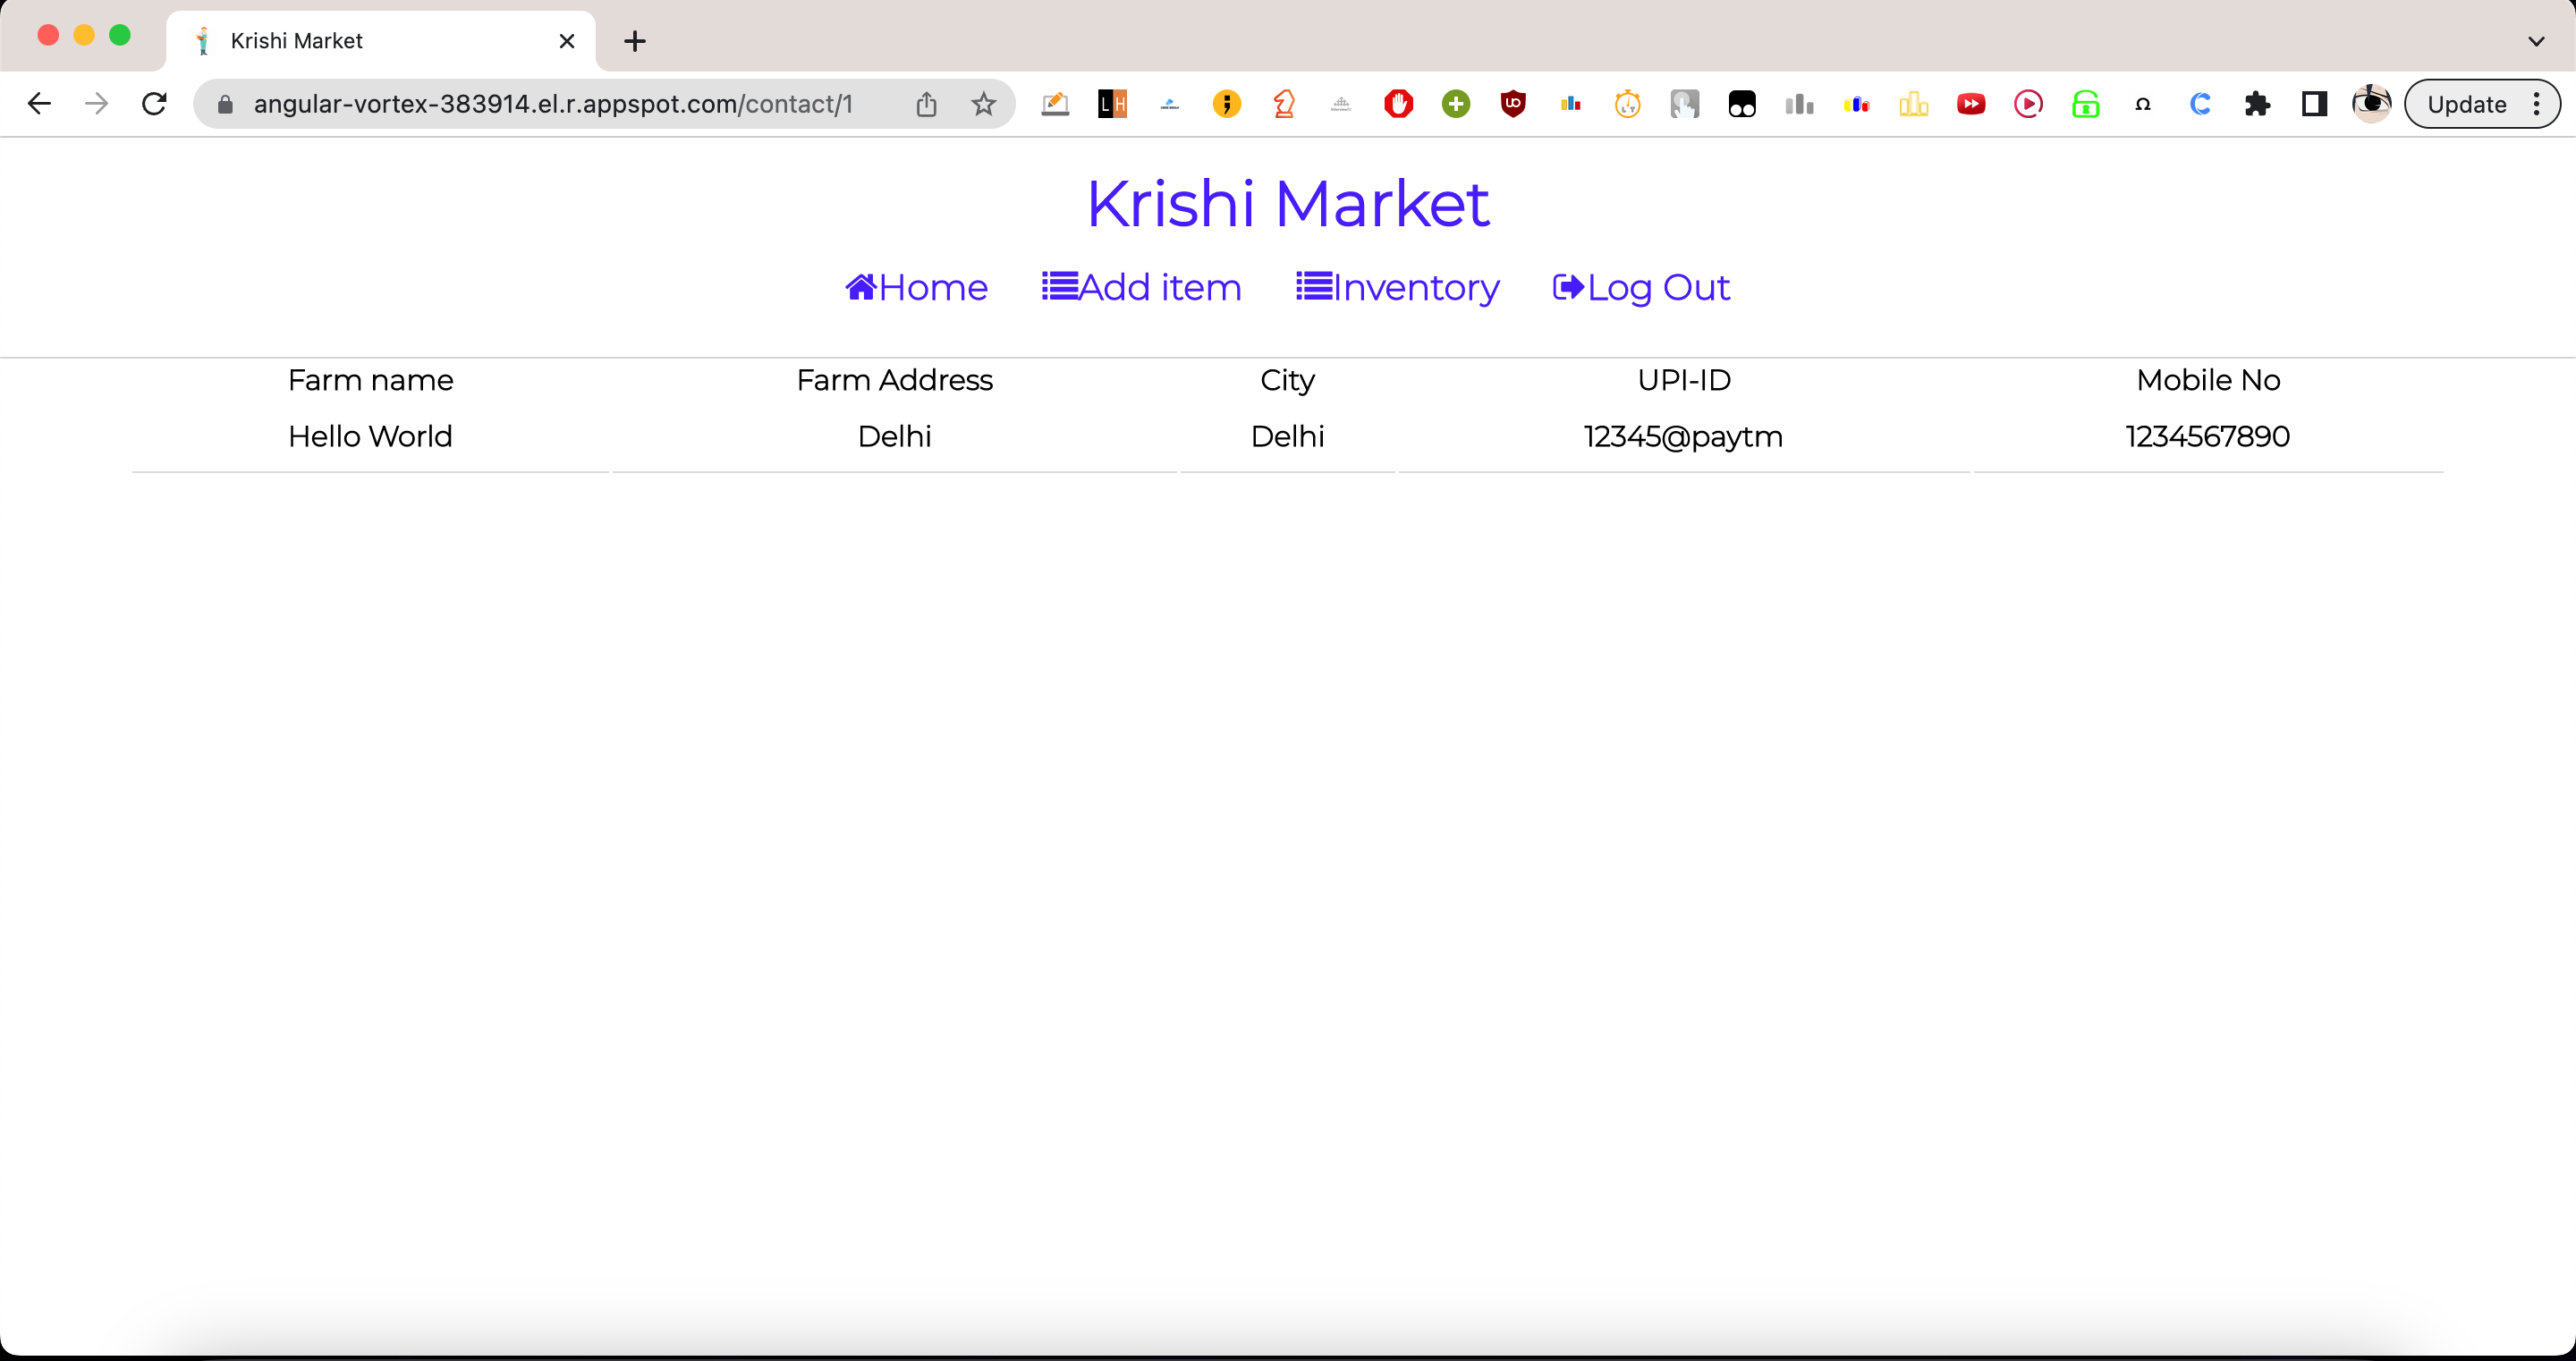 Krishi Market
angular-vortex-383914.el.r.appspot.com/contact/1
Update
Krishi Market
Home Add item Inventory Log Out
Farm name Farm Address City UPI-ID Mobile No
Hello World Delhi Delhi 12345@paytm 1234567890